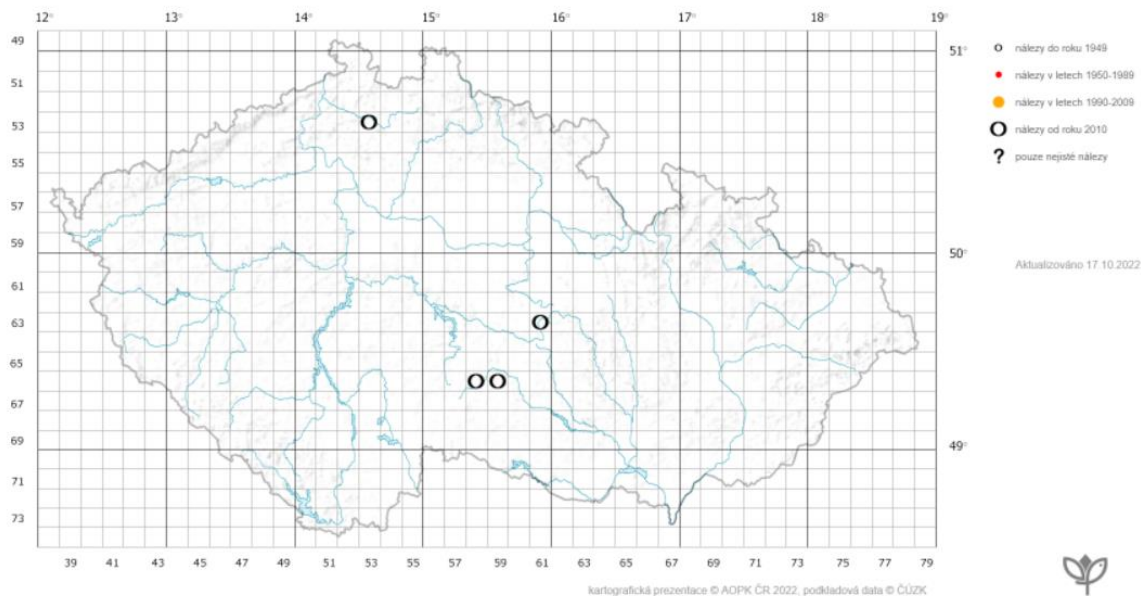 12° 13° 14° 15° 16° 17° 18° 19°
49
51°
51
53
55
57
59
50°
61
63
65
67
69
49°
71
73
39 41 43 45 47 49 51 53 55 57 59 61 63 65 67 69 71 73 75 77 79
nálezy do roku 1949
nálezy v letech 1950-1989
nálezy v letech 1990-2009
nálezy od roku 2010
? pouze nejisté nálezy
Aktualizováno 17.10.2022
kartografická prezentace © AOPK ČR 2022, podkladová data © ČÚZK